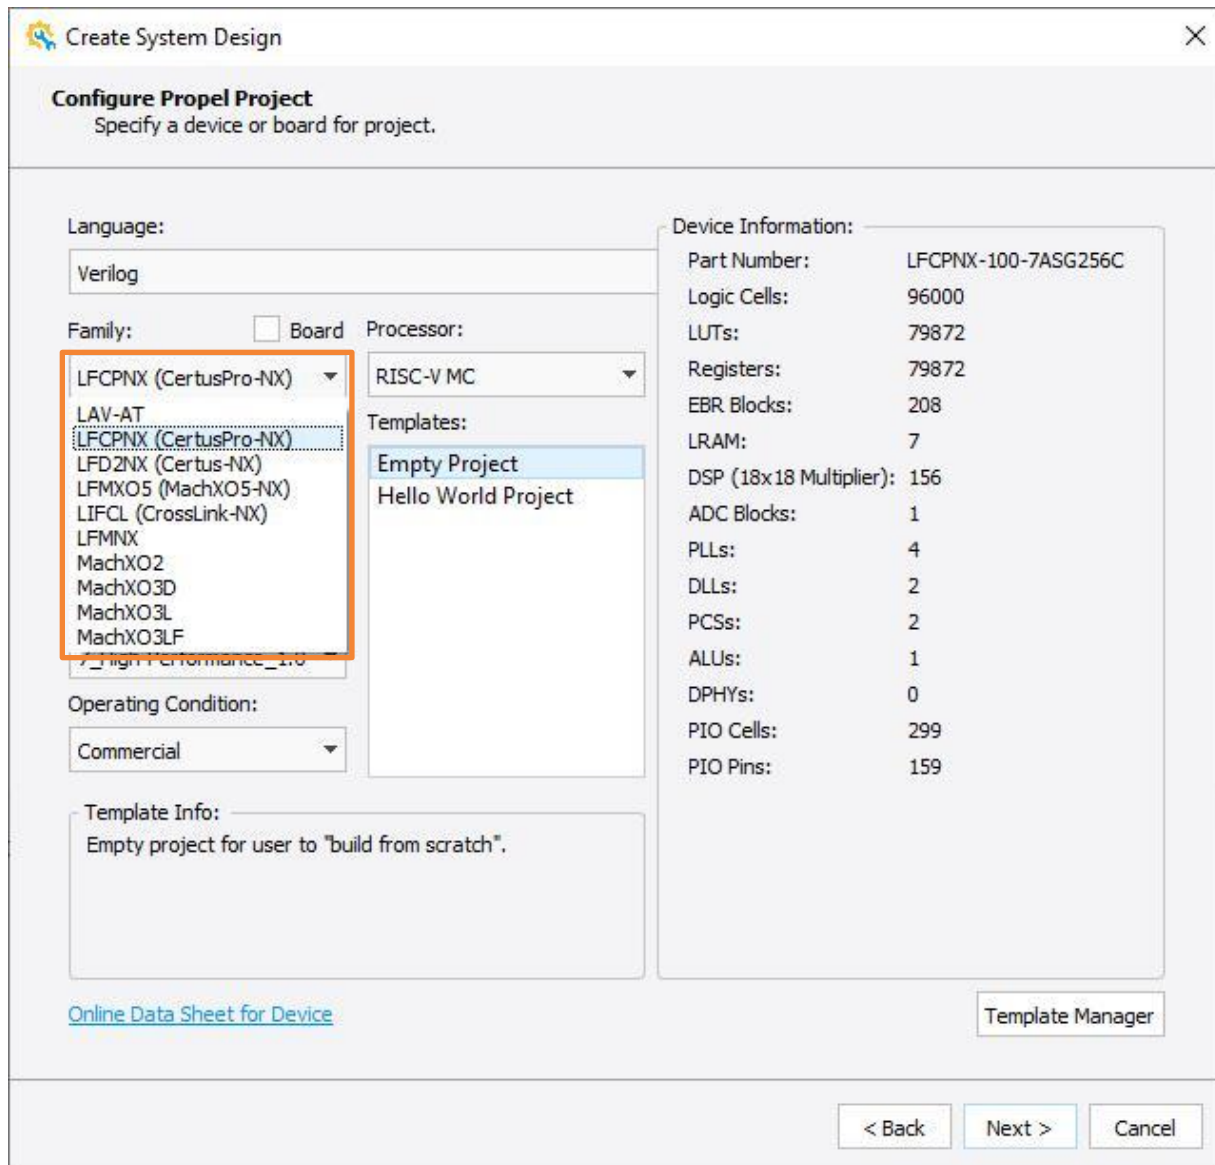 Create System Design
Configure Propel Project
Specify a device or board for project.
Language:
Verilog
Family:
Board
Processor:
LFCPNX (CertusPro-NX)
RISC-V MC
LAV-AT
LFCPNX (CertusPro-NX)
LFD2NX (Certus-NX)
LFMXO5 (MachXO5-NX)
LIFCL (CrossLink-NX)
LFMNX
MachXO2
MachXO3D
MachXO3L
MachXO3LF
7_High-Performance_1.0
Templates:
Empty Project
Hello World Project
Operating Condition:
Commercial
Template Info:
Empty project for user to "build from scratch".
Device Information:
Part Number: LFCPNX-100-7ASG256C
Logic Cells: 96000
LUTs: 79872
Registers: 79872
EBR Blocks: 208
LRAM: 7
DSP (18x18 Multiplier): 156
ADC Blocks: 1
PLLs: 4
DLLs: 2
PCSs: 2
ALUs: 1
DPHYs: 0
PIO Cells: 299
PIO Pins: 159
Online Data Sheet for Device
Template Manager
< Back
Next >
Cancel